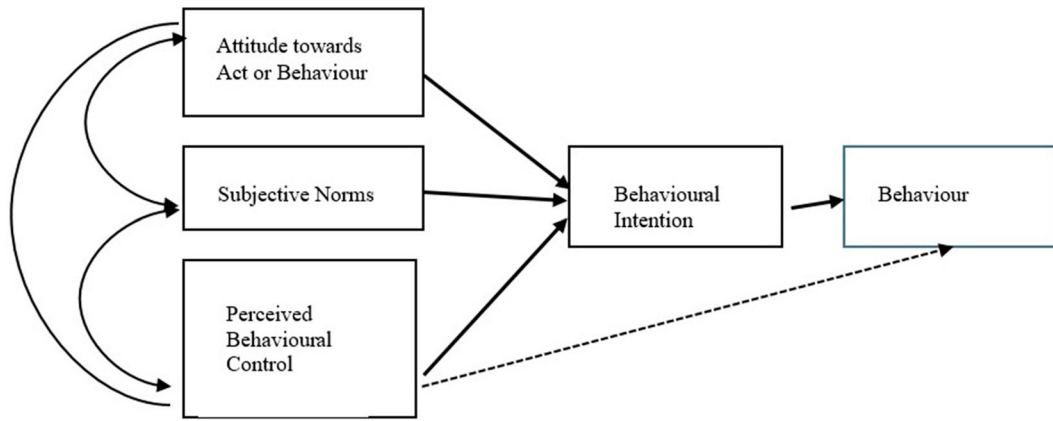 Attitude towards
Act or Behaviour
Subjective Norms
Perceived
Behavioural
Control
Behavioural
Intention
Behaviour